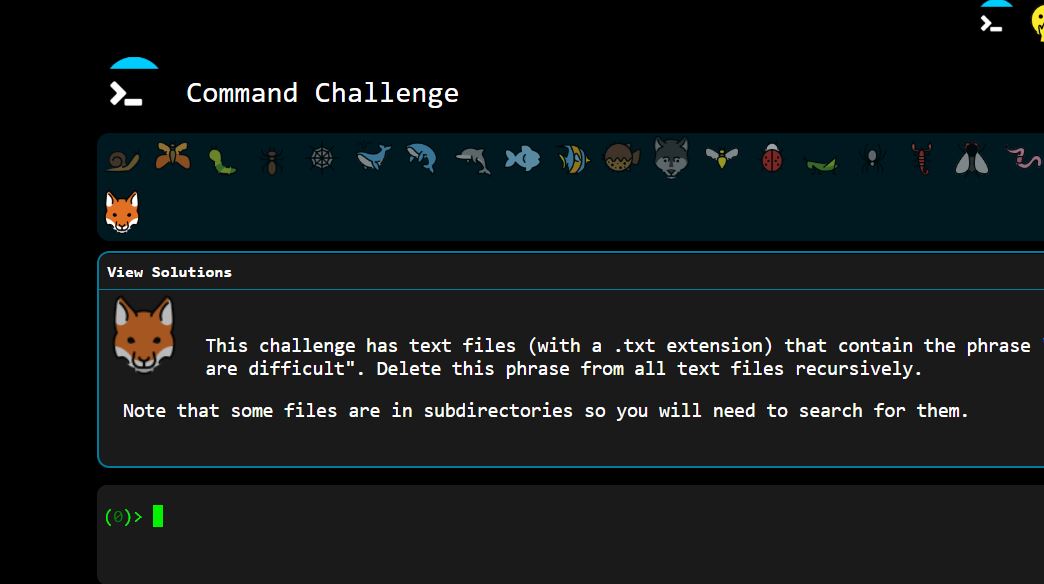 Command Challenge
View Solutions
This challenge has text files (with a .txt extension) that contain the phrase "
are difficult". Delete this phrase from all text files recursively.
Note that some files are in subdirectories so you will need to search for them.
(0)>